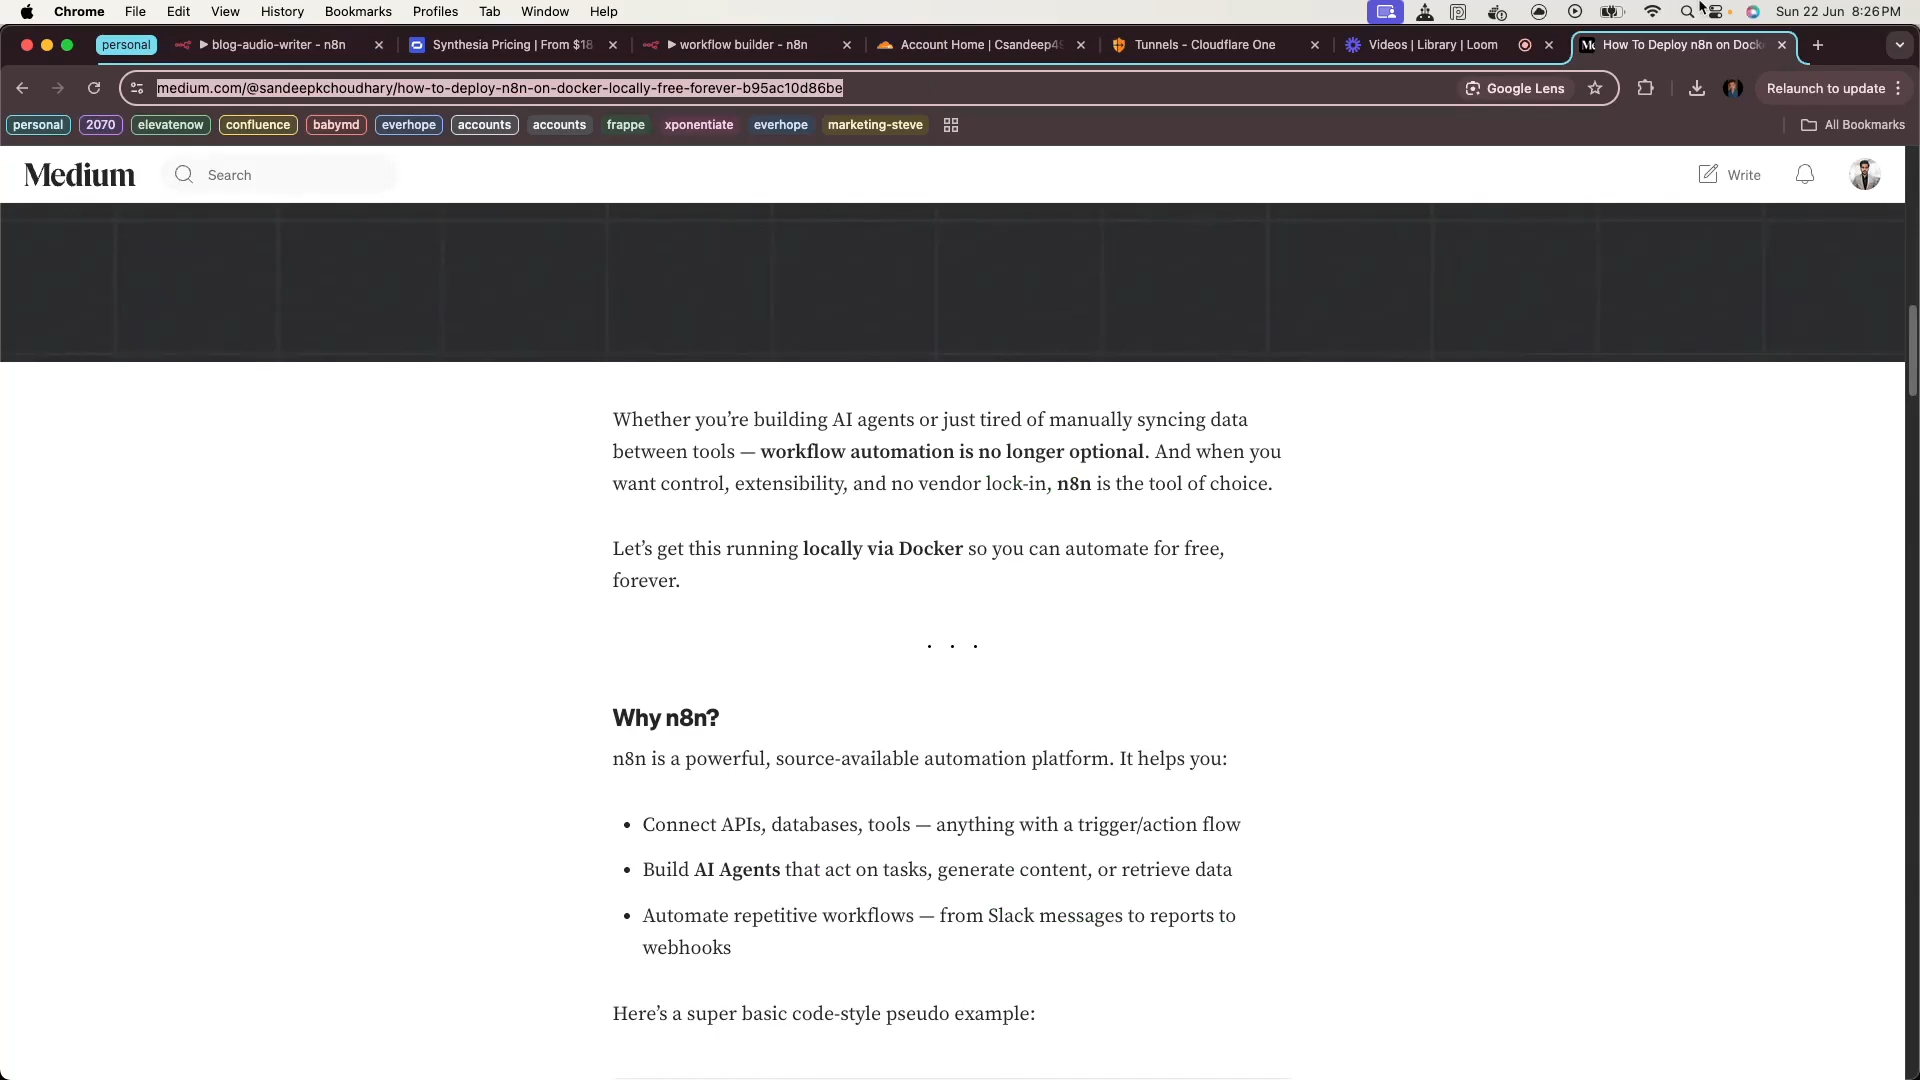 Chrome File Edit View History Bookmarks Profiles Tab Window Help Sun 22 Jun 8:26 PM
personal blog-audio-writer - n8n Synthesia Pricing | From $18 workflow builder - n8n Account Home | Csandeep4 Tunnels - Cloudflare One Videos | Library | Loom How To Deploy n8n on Dock
medium.com/@sandeepkchoudhary/how-to-deploy-n8n-on-docker-locally-free-forever-b95ac10d86be Google Lens Relaunch to update
personal 2070 elevatenow confluence babymd everhope accounts accounts frappe xponentiate everhope marketing-steve All Bookmarks
Medium Search Write
Whether you’re building AI agents or just tired of manually syncing data
between tools — workflow automation is no longer optional. And when you
want control, extensibility, and no vendor lock-in, n8n is the tool of choice.
Let’s get this running locally via Docker so you can automate for free,
forever.
. . .
Why n8n?
n8n is a powerful, source-available automation platform. It helps you:
• Connect APIs, databases, tools — anything with a trigger/action flow
• Build AI Agents that act on tasks, generate content, or retrieve data
• Automate repetitive workflows — from Slack messages to reports to
webhooks
Here’s a super basic code-style pseudo example: